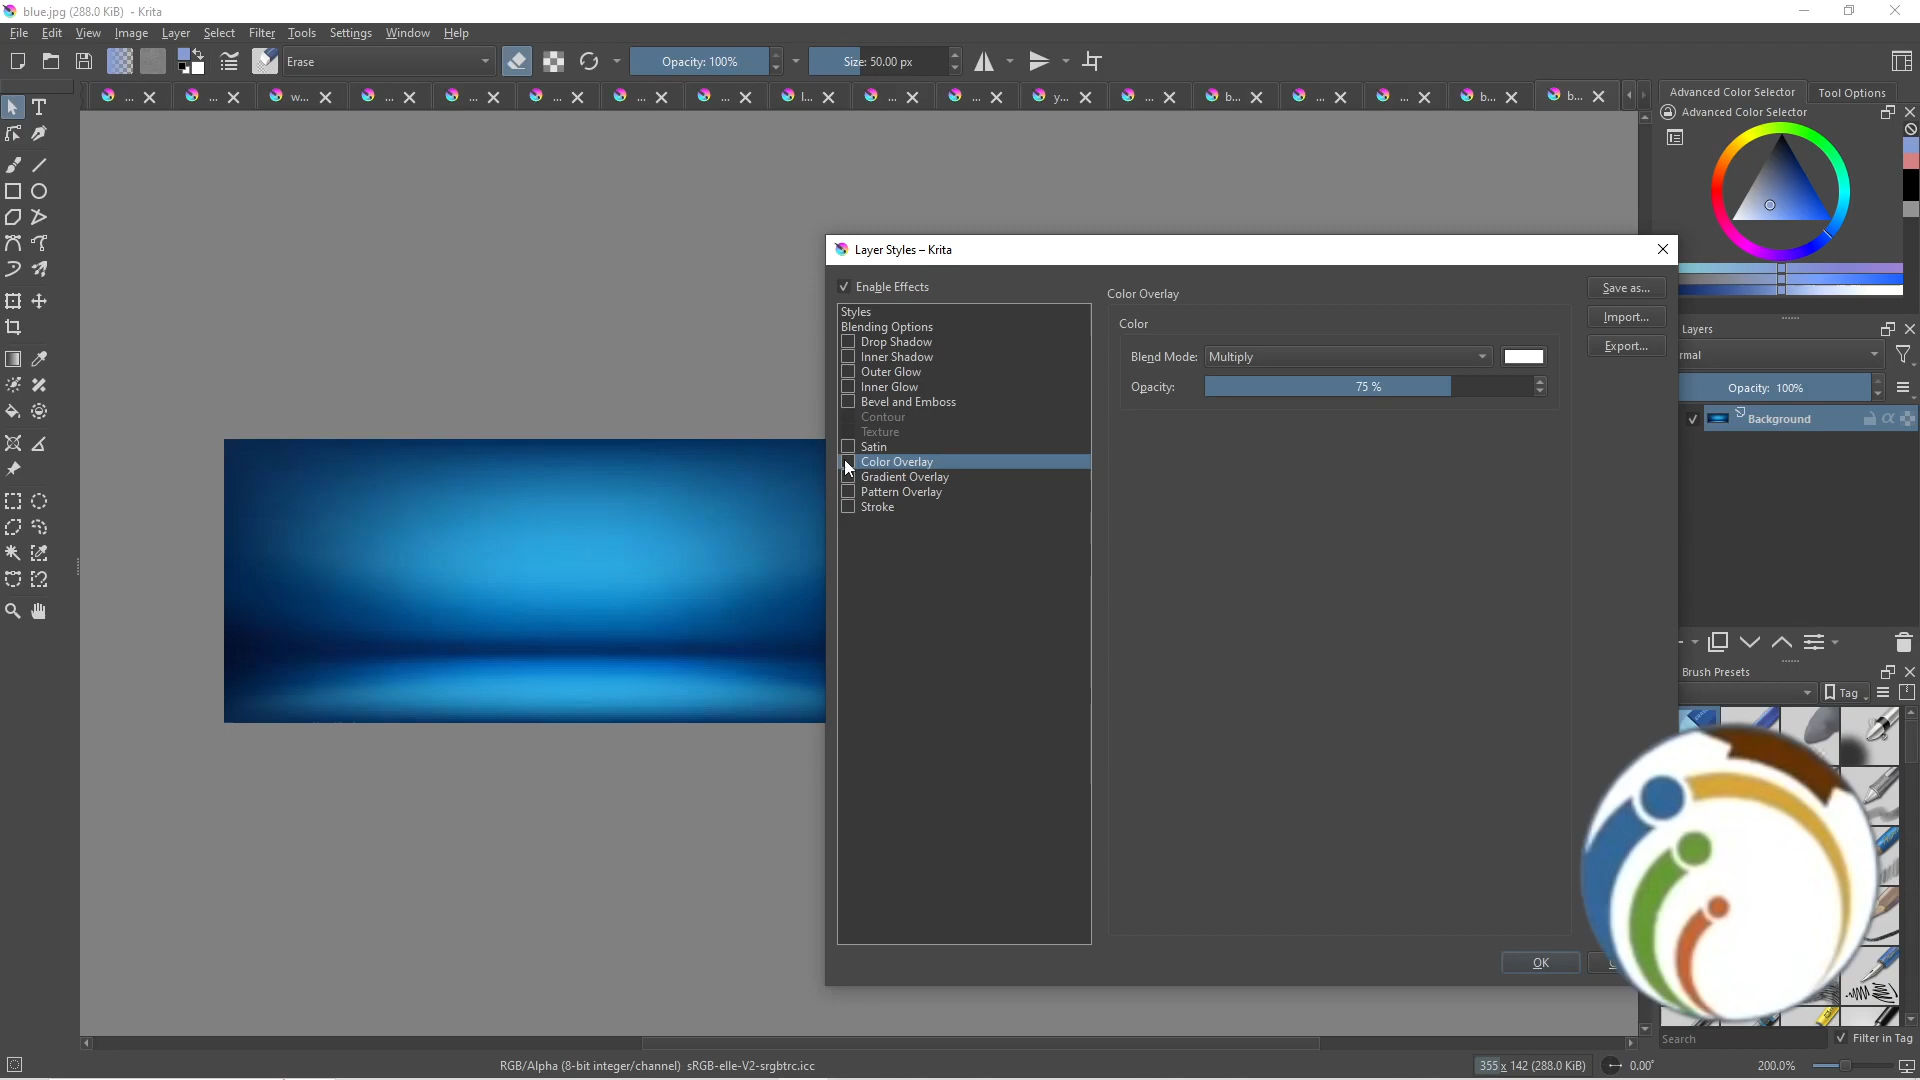 blue.jpg (288.0 KiB) - Krita
File Edit View Image Layer Select Filter Tools Settings Window Help
Erase
Opacity: 100%
Size: 50.00 px
... ... w... ... ... ... ... ... l... ... ... y... ... b... ... ... b... b...
Advanced Color Selector
Tool Options
Advanced Color Selector
Layer Styles – Krita
Enable Effects
Styles
Blending Options
Drop Shadow
Inner Shadow
Outer Glow
Inner Glow
Bevel and Emboss
Contour
Texture
Satin
Color Overlay
Gradient Overlay
Pattern Overlay
Stroke
Color Overlay
Color
Blend Mode: Multiply
Opacity: 75 %
Save as...
Import...
Export...
OK
Layers
rmal
Opacity: 100%
Background
Brush Presets
Tag
Search
Filter in Tag
RGB/Alpha (8-bit integer/channel) sRGB-elle-V2-srgbtrc.icc
355 x 142 (288.0 KiB)
0.00°
200.0%